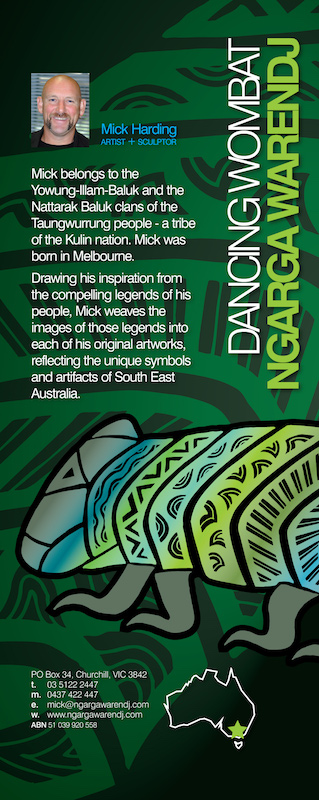 DANCING WOMBAT
NGARGA WARENDJ
Mick Harding
ARTIST + SCULPTOR
Mick belongs to the
Yowung-Illam-Baluk and the
Nattarak Baluk clans of the
Taungwurrung people - a tribe
of the Kulin nation. Mick was
born in Melbourne.
Drawing his inspiration from
the compelling legends of his
people, Mick weaves the
images of those legends into
each of his original artworks,
reflecting the unique symbols
and artifacts of South East
Australia.
PO Box 34, Churchill, VIC 3842
t. 03 5122 2447
m. 0437 422 447
e. mick@ngargawarendj.com
w. www.ngargawarendj.com
ABN 51 039 920 558